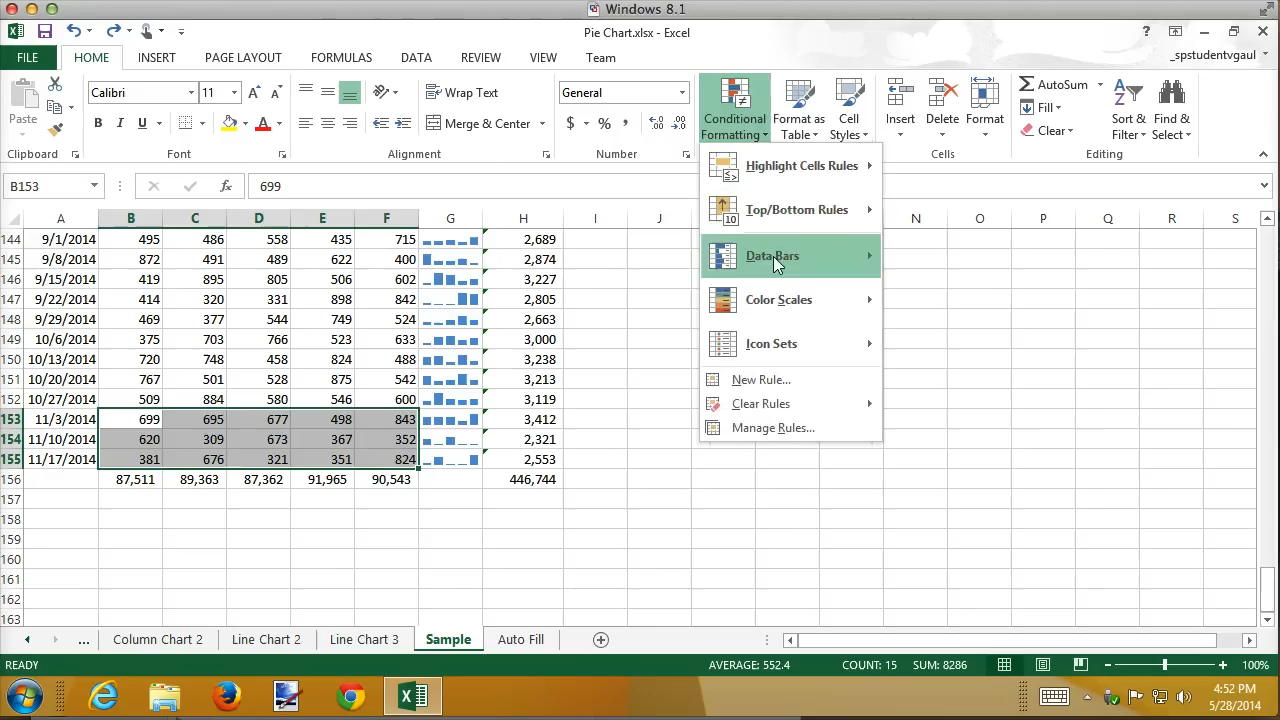 Windows 8.1
Pie Chart.xlsx - Excel
FILE HOME INSERT PAGE LAYOUT FORMULAS DATA REVIEW VIEW Team _spstudentvgaul
Calibri 11 Wrap Text General Conditional Formatting Format as Table Cell Styles Insert Delete Format AutoSum Fill Clear Sort & Filter Find & Select
Paste B I U Merge & Center $ % ,
Clipboard Font Alignment Number Cells Editing
Highlight Cells Rules
Top/Bottom Rules
Data Bars
Color Scales
Icon Sets
New Rule...
Clear Rules
Manage Rules...
B153 fx 699
A B C D E F G H I J N O P Q R S
144 9/1/2014 495 486 558 435 715 2,689
145 9/8/2014 872 491 489 622 400 2,874
146 9/15/2014 419 895 805 506 602 3,227
147 9/22/2014 414 320 331 898 842 2,805
148 9/29/2014 469 377 544 749 524 2,663
149 10/6/2014 375 703 766 523 633 3,000
150 10/13/2014 720 748 458 824 488 3,238
151 10/20/2014 767 501 528 875 542 3,213
152 10/27/2014 509 884 580 546 600 3,119
153 11/3/2014 699 695 677 498 843 3,412
154 11/10/2014 620 309 673 367 352 2,321
155 11/17/2014 381 676 321 351 824 2,553
156 87,511 89,363 87,362 91,965 90,543 446,744
157
158
159
160
161
162
163
... Column Chart 2 Line Chart 2 Line Chart 3 Sample Auto Fill
READY AVERAGE: 552.4 COUNT: 15 SUM: 8286 100%
4:52 PM
5/28/2014